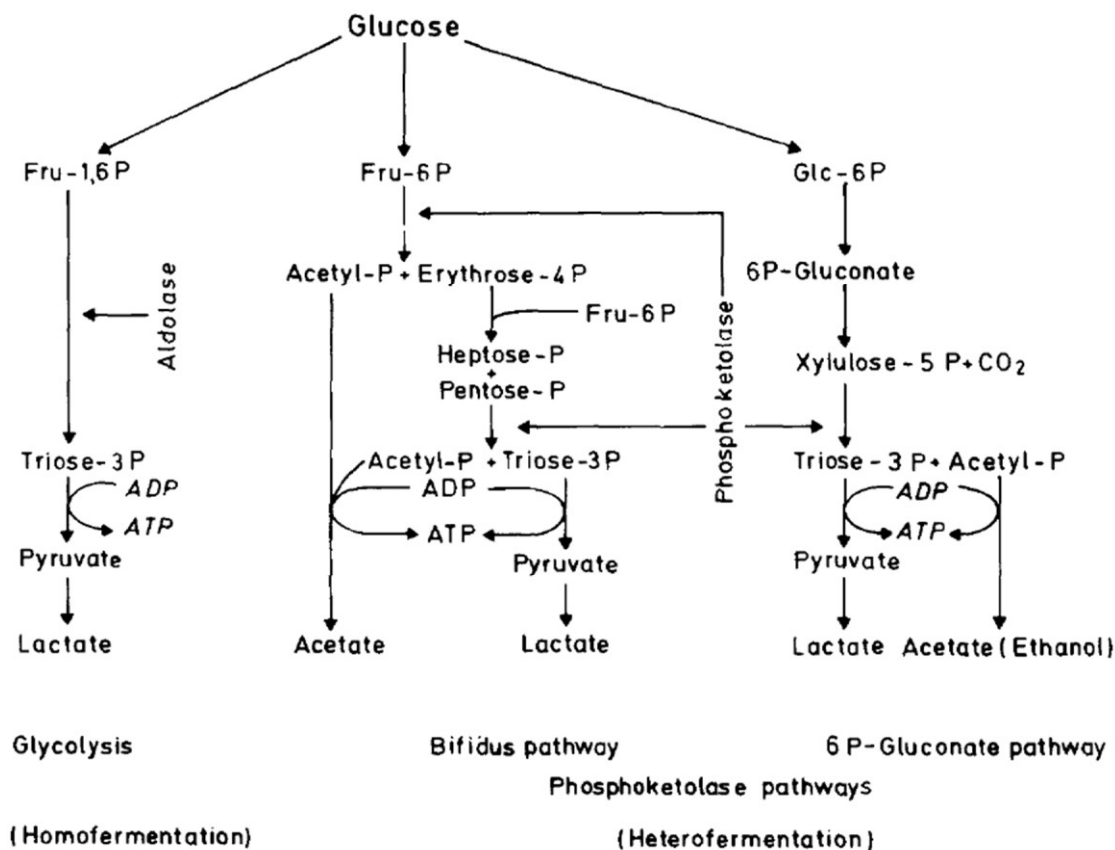 Glucose
Fru-1,6P Fru-6P Glc-6P
Acetyl-P + Erythrose-4P 6P-Gluconate
Aldolase
Fru-6P
Phosphoketolase
Heptose-P
+
Pentose-P
Xylulose-5P+CO2
Triose-3P Acetyl-P + Triose-3P Triose-3P + Acetyl-P
ADP ADP ADP
ATP ATP ATP
Pyruvate Pyruvate Pyruvate
Lactate Acetate Lactate Lactate Acetate (Ethanol)
Glycolysis Bifidus pathway 6P-Gluconate pathway
Phosphoketolase pathways
(Homofermentation) (Heterofermentation)